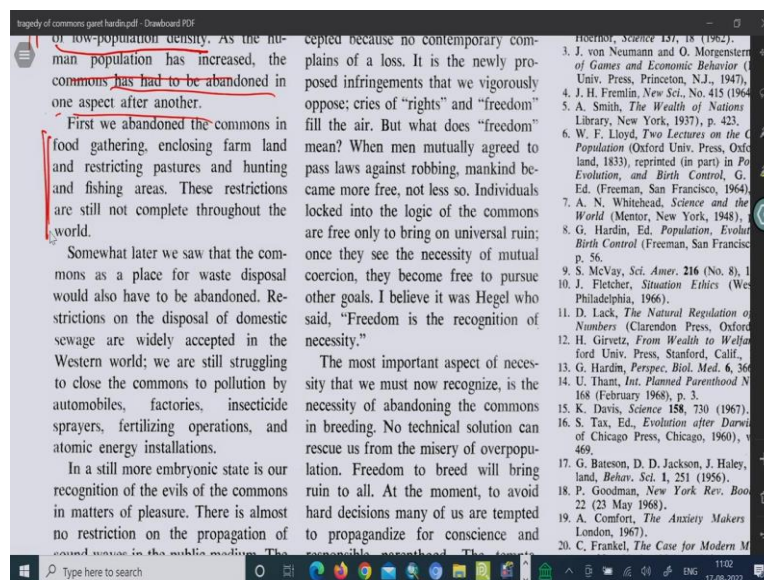 tragedy of commons garet hardin.pdf - Drawboard PDF
of low-population density. As the hu-
man population has increased, the
commons has had to be abandoned in
one aspect after another.
First we abandoned the commons in
food gathering, enclosing farm land
and restricting pastures and hunting
and fishing areas. These restrictions
are still not complete throughout the
world.
Somewhat later we saw that the com-
mons as a place for waste disposal
would also have to be abandoned. Re-
strictions on the disposal of domestic
sewage are widely accepted in the
Western world; we are still struggling
to close the commons to pollution by
automobiles, factories, insecticide
sprayers, fertilizing operations, and
atomic energy installations.
In a still more embryonic state is our
recognition of the evils of the commons
in matters of pleasure. There is almost
no restriction on the propagation of
sound waves in the public medium. The
cepted because no contemporary com-
plains of a loss. It is the newly pro-
posed infringements that we vigorously
oppose; cries of “rights” and “freedom”
fill the air. But what does “freedom”
mean? When men mutually agreed to
pass laws against robbing, mankind be-
came more free, not less so. Individuals
locked into the logic of the commons
are free only to bring on universal ruin;
once they see the necessity of mutual
coercion, they become free to pursue
other goals. I believe it was Hegel who
said, “Freedom is the recognition of
necessity.”
The most important aspect of neces-
sity that we must now recognize, is the
necessity of abandoning the commons
in breeding. No technical solution can
rescue us from the misery of overpopu-
lation. Freedom to breed will bring
ruin to all. At the moment, to avoid
hard decisions many of us are tempted
to propagandize for conscience and
responsible parenthood. The
Hoernor, Science 137, 18 (1962).
3. J. von Neumann and O. Morgenstern
of Games and Economic Behavior (
Univ. Press, Princeton, N.J., 1947),
4. J. H. Fremlin, New Sci., No. 415 (1964
5. A. Smith, The Wealth of Nations
Library, New York, 1937), p. 423.
6. W. F. Lloyd, Two Lectures on the C
Population (Oxford Univ. Press, Oxfo
land, 1833), reprinted (in part) in Po
Evolution, and Birth Control, G.
Ed. (Freeman, San Francisco, 1964),
7. A. N. Whitehead, Science and the
World (Mentor, New York, 1948),
8. G. Hardin, Ed. Population, Evolut
Birth Control (Freeman, San Francisc
p. 56.
9. S. McVay, Sci. Amer. 216 (No. 8), 1
10. J. Fletcher, Situation Ethics (Wes
Philadelphia, 1966).
11. D. Lack, The Natural Regulation o
Numbers (Clarendon Press, Oxford
12. H. Girvetz, From Wealth to Welfar
ford Univ. Press, Stanford, Calif.,
13. G. Hardin, Perspec. Biol. Med. 6, 366
14. U. Thant, Int. Planned Parenthood N
168 (February 1968), p. 3.
15. K. Davis, Science 158, 730 (1967).
16. S. Tax, Ed., Evolution after Darwi
of Chicago Press, Chicago, 1960), v
469.
17. G. Bateson, D. D. Jackson, J. Haley,
land, Behav. Sci. 1, 251 (1956).
18. P. Goodman, New York Rev. Boo
22 (23 May 1968).
19. A. Comfort, The Anxiety Makers
London, 1967).
20. C. Frankel, The Case for Modern M
Type here to search
ENG
11:02
17-08-2022